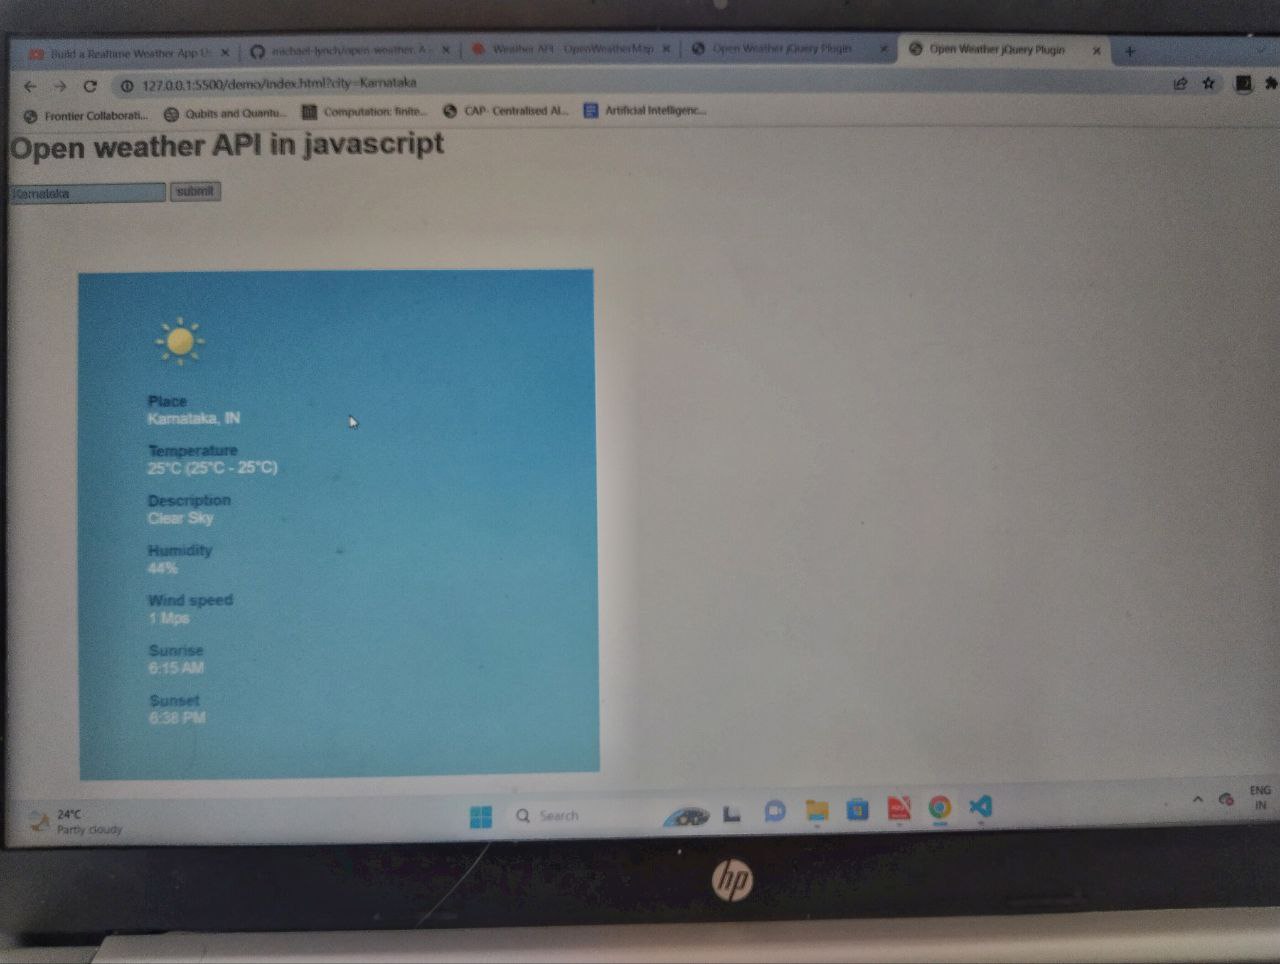 Build a Realtime Weather App U
michael-lynch/open-weather: A
Weather API - OpenWeatherMap
Open Weather jQuery Plugin
Open Weather jQuery Plugin
127.0.0.1:5500/demo/index.html?city=Karnataka
Frontier Collaborati...
Qubits and Quantu...
Computation: finite...
CAP- Centralised Al...
Artificial Intelligenc...
Open weather API in javascript
Karnataka
submit
Place
Karnataka, IN
Temperature
25°C (25°C - 25°C)
Description
Clear Sky
Humidity
44%
Wind speed
1 Mps
Sunrise
6:15 AM
Sunset
6:38 PM
24°C
Partly cloudy
Search
ENG
IN
hp